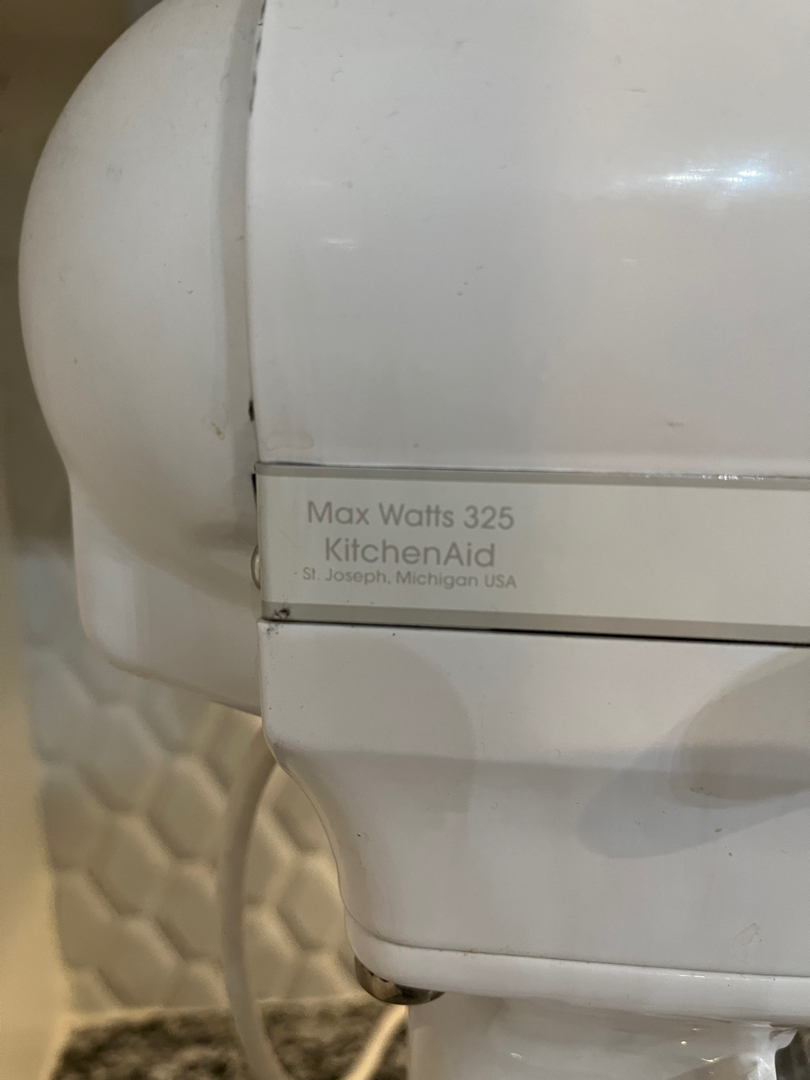 Max Watts 325
KitchenAid
St. Joseph, Michigan USA